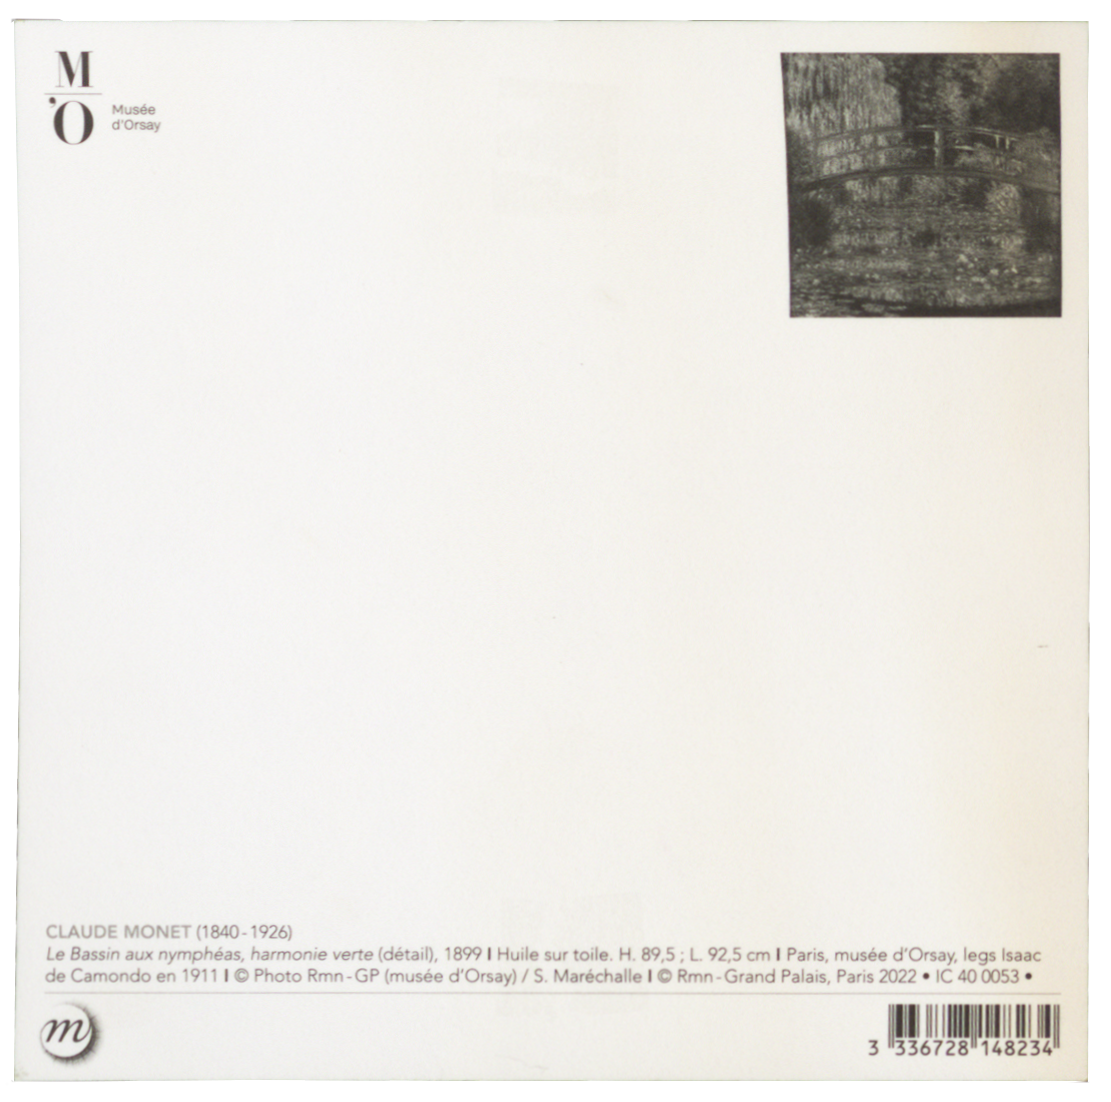 M
'O
Musée
d'Orsay
CLAUDE MONET (1840-1926)
Le Bassin aux nymphéas, harmonie verte (détail), 1899 I Huile sur toile. H. 89,5 ; L. 92,5 cm I Paris, musée d'Orsay, legs Isaac
de Camondo en 1911 I © Photo Rmn-GP (musée d'Orsay) / S. Maréchalle I © Rmn-Grand Palais, Paris 2022 • IC 40 0053 •
m
3 336728 148234